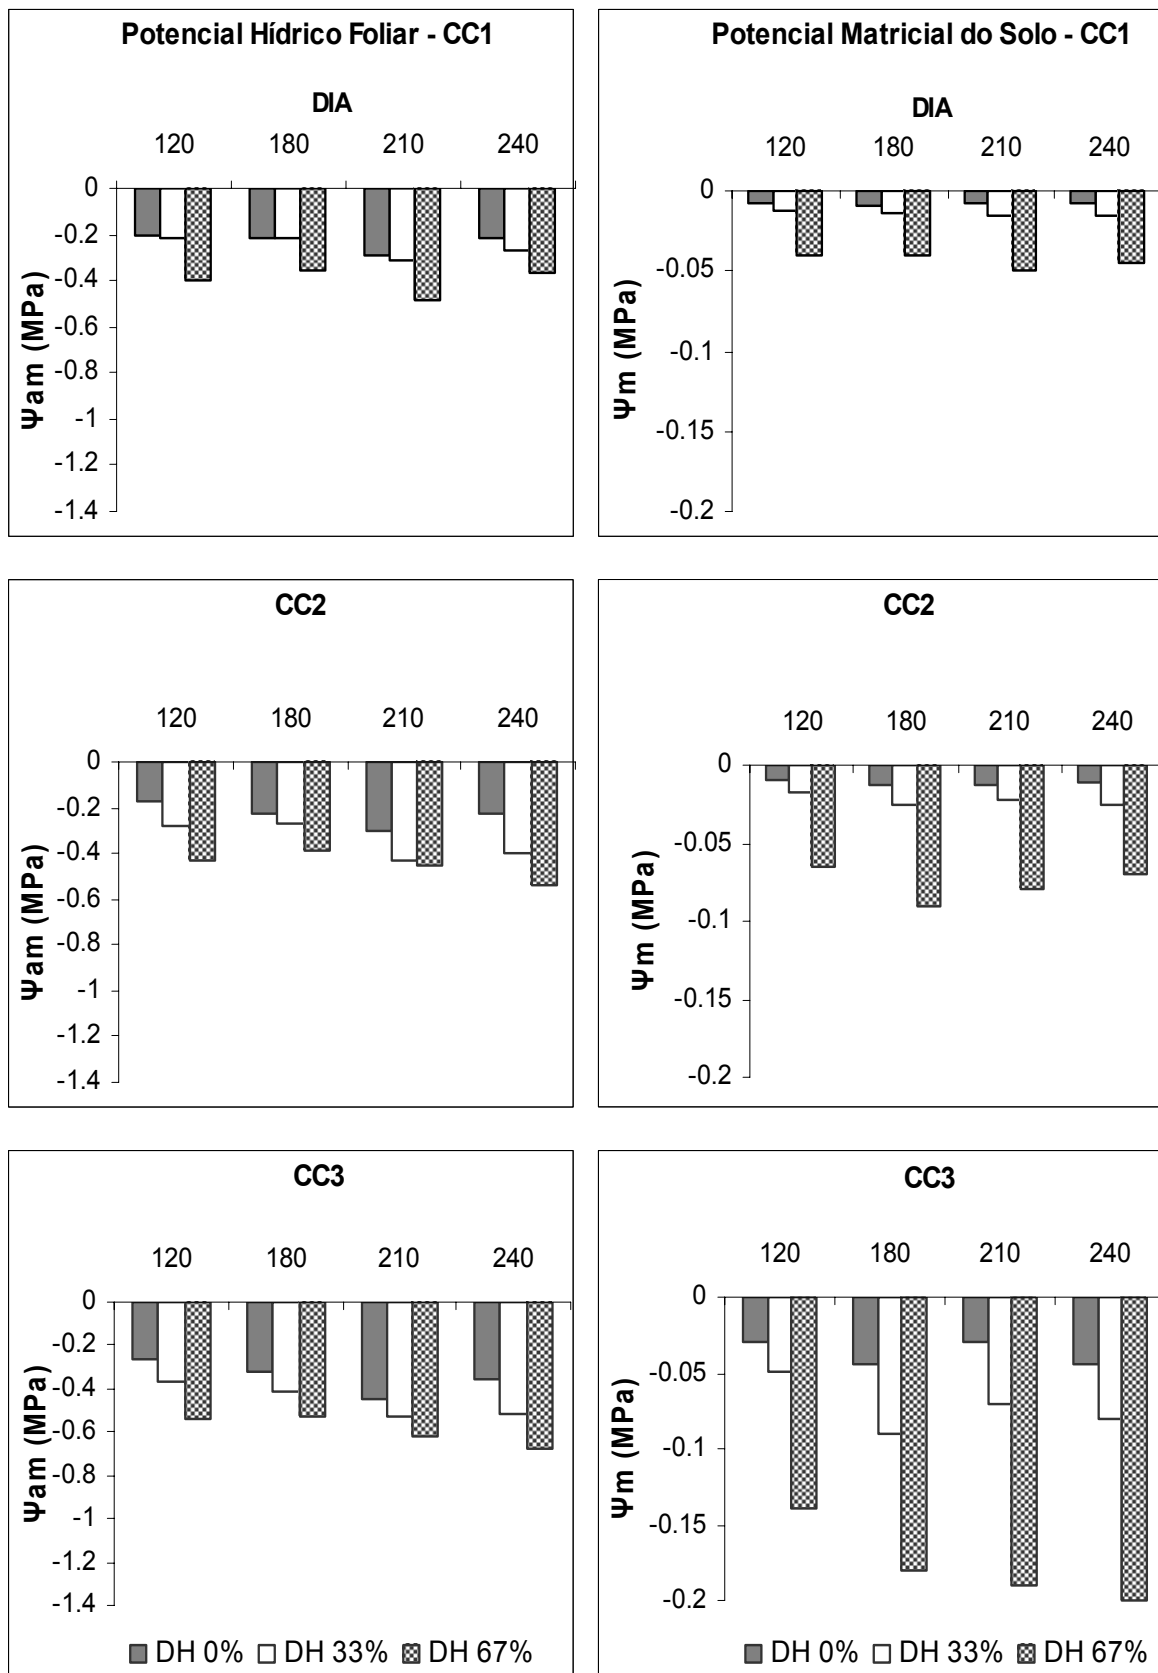 Potencial Hídrico Foliar - CC1
DIA
120 180 210 240
0
-0.2
-0.4
-0.6
-0.8
-1
-1.2
-1.4
Ψam (MPa)
Potencial Matricial do Solo - CC1
DIA
120 180 210 240
0
-0.05
-0.1
-0.15
-0.2
Ψm (MPa)
CC2
120 180 210 240
0
-0.2
-0.4
-0.6
-0.8
-1
-1.2
-1.4
Ψam (MPa)
CC2
120 180 210 240
0
-0.05
-0.1
-0.15
-0.2
Ψm (MPa)
CC3
120 180 210 240
0
-0.2
-0.4
-0.6
-0.8
-1
-1.2
-1.4
Ψam (MPa)
DH 0% DH 33% DH 67%
CC3
120 180 210 240
0
-0.05
-0.1
-0.15
-0.2
Ψm (MPa)
DH 0% DH 33% DH 67%